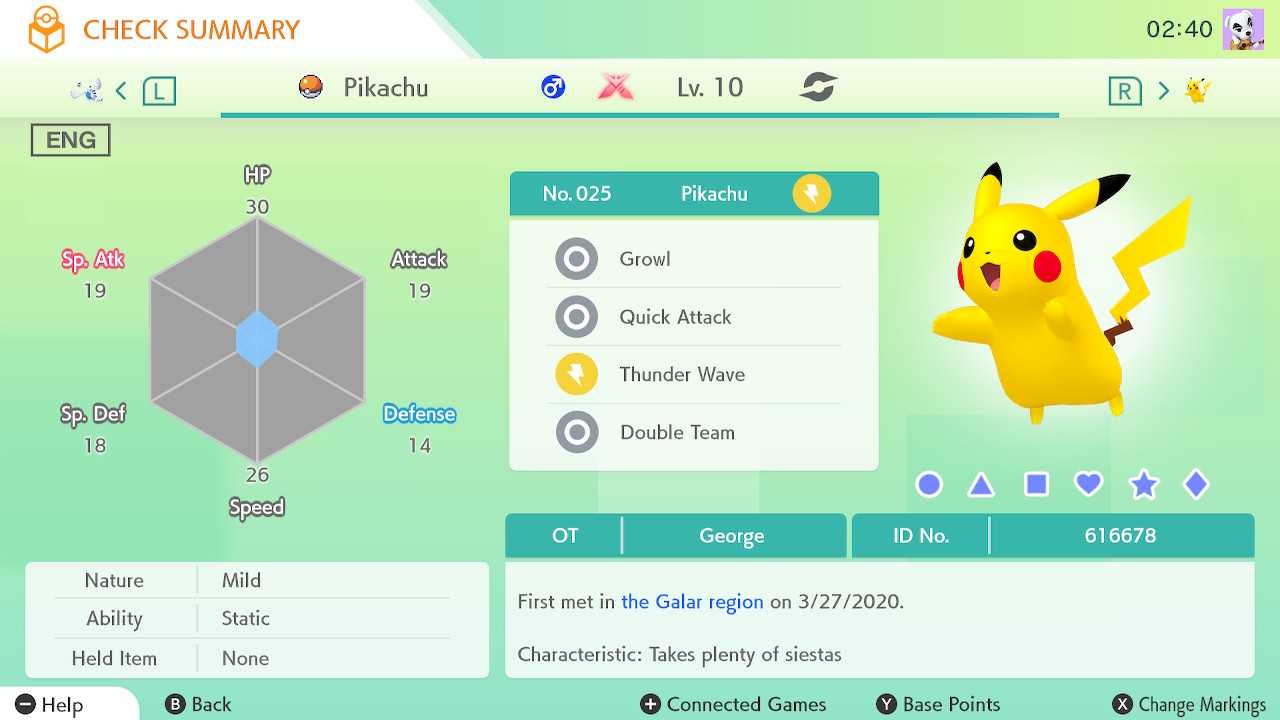 CHECK SUMMARY
02:40
< L
Pikachu
Lv. 10
R >
ENG
HP
30
Sp. Atk
19
Attack
19
Sp. Def
18
Defense
14
26
Speed
No. 025 Pikachu
Growl
Quick Attack
Thunder Wave
Double Team
OT George ID No. 616678
First met in the Galar region on 3/27/2020.
Characteristic: Takes plenty of siestas
Nature Mild
Ability Static
Held Item None
Help
B Back
Connected Games
Y Base Points
X Change Markings